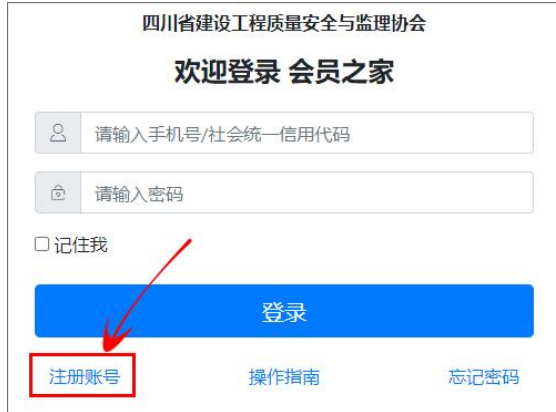 四川省建设工程质量安全与监理协会
欢迎登录 会员之家
请输入手机号/社会统一信用代码
请输入密码
记住我
登录
注册账号 操作指南 忘记密码